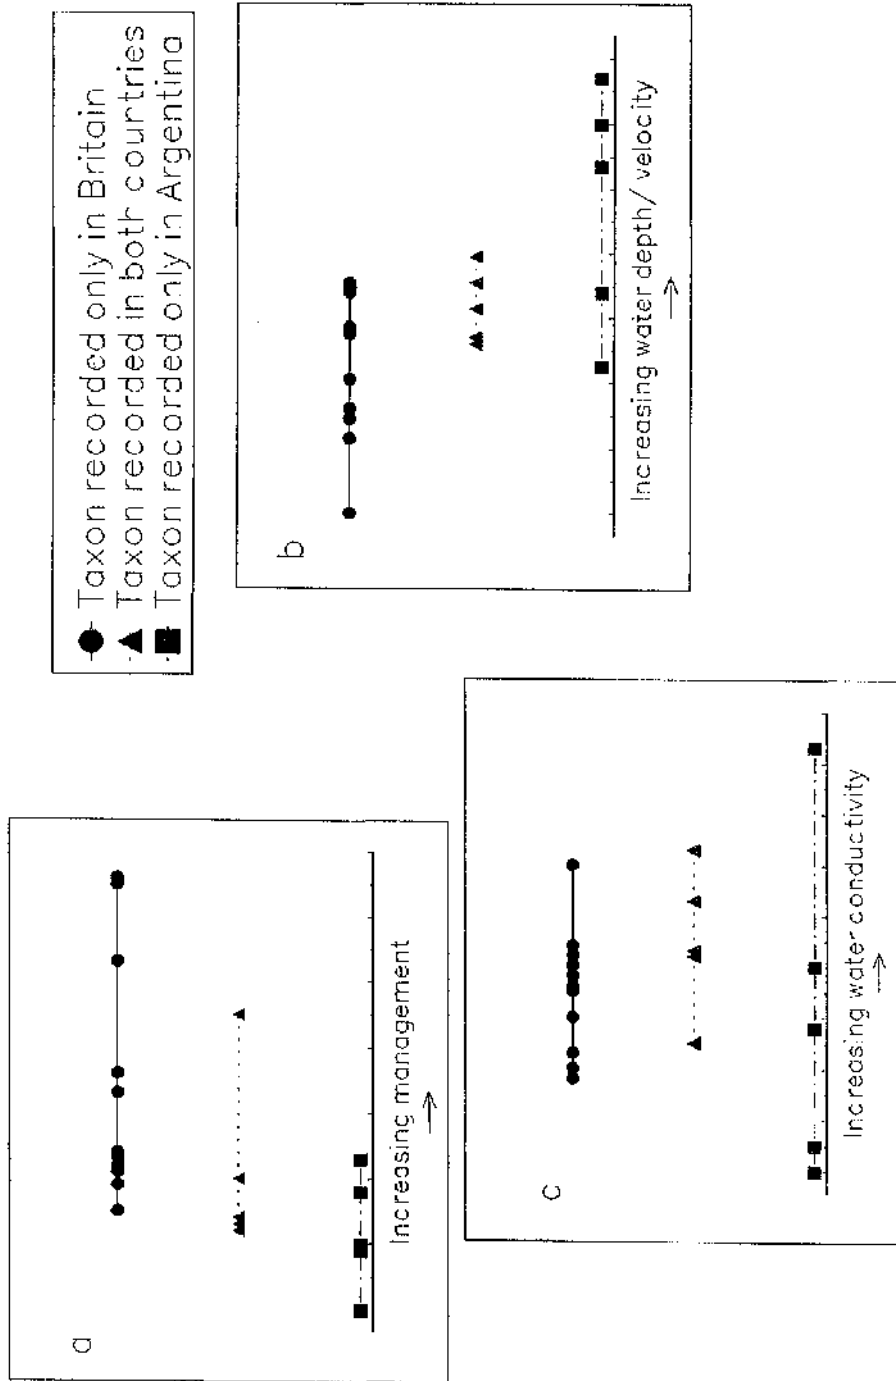 Taxon recorded only in Britain
Taxon recorded in both countries
Taxon recorded only in Argentina
a
Increasing management
→
b
Increasing water depth/ velocity
→
c
Increasing water conductivity
→